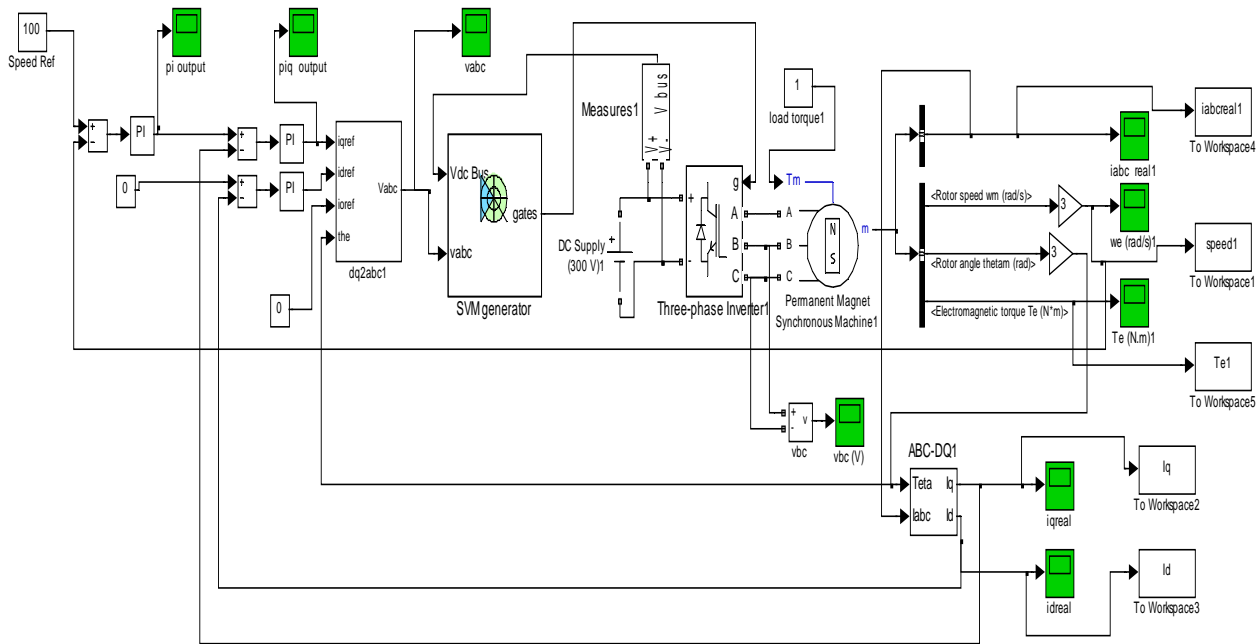 100
Speed Ref
pi output
piq output
vabc
+
-
PI
+
-
PI
0
+
-
PI
0
iqref
idref
ioref
the
Vabc
dq2abc1
Vdc Bus
vabc
gates
SVM generator
Measures1
V bus
V+
V-
+
DC Supply
(300 V)1
+
-
g
A
B
C
Three-phase Inverter1
1
load torque1
Tm
A
B
C
N
S
m
Permanent Magnet
Synchronous Machine1
<Rotor speed wm (rad/s)>
3
<Rotor angle thetam (rad)>
3
<Electromagnetic torque Te (N*m)>
iabc real1
iabcreal1
To Workspace4
we (rad/s)1
speed1
To Workspace1
Te (N.m)1
Te1
To Workspace5
+
-
v
vbc
vbc (V)
ABC-DQ1
Teta
Iabc
Iq
Id
iqreal
Iq
To Workspace2
idreal
Id
To Workspace3